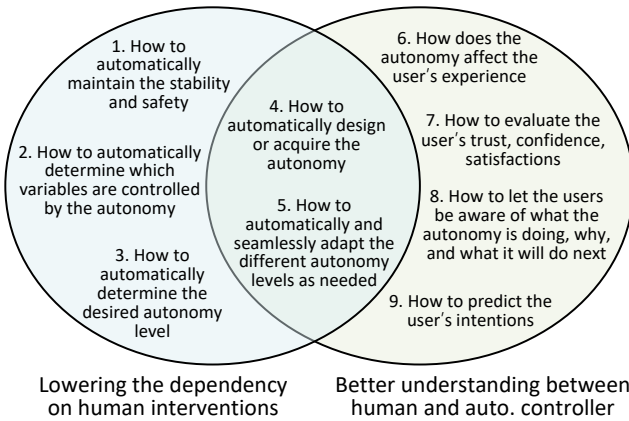 1. How to
automatically
maintain the stability
and safety
2. How to automatically
determine which
variables are controlled
by the autonomy
3. How to
automatically
determine the
desired autonomy
level
4. How to
automatically design
or acquire the
autonomy
5. How to
automatically and
seamlessly adapt the
different autonomy
levels as needed
6. How does the
autonomy affect the
user's experience
7. How to evaluate the
user's trust, confidence,
satisfactions
8. How to let the users
be aware of what the
autonomy is doing, why,
and what it will do next
9. How to predict the
user's intentions
Lowering the dependency
on human interventions
Better understanding between
human and auto. controller